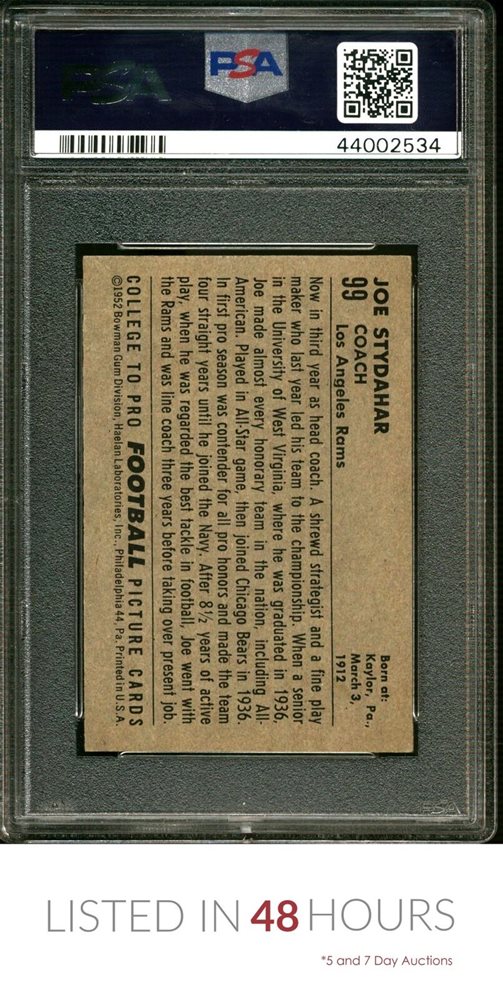 PSA
PSA
44002534
JOE STYDAHAR
COACH
99 Los Angeles Rams
Born at:
Kaylor, Pa.,
March 3,
1912
Now in third year as head coach. A shrewd strategist and a fine play
maker who last year led his team to the championship. When a senior
in the University of West Virginia, where he was graduated in 1936,
Joe made almost every honorary team in the nation, including All-
American. Played in All-Star game, then joined Chicago Bears in 1936.
In first pro season was contender for all pro honors and made the team
four straight years until he joined the Navy. After 8½ years of active
play, when he was regarded the best tackle in football, Joe went with
the Rams and was line coach three years before taking over present job.
COLLEGE TO PRO FOOTBALL PICTURE CARDS
©1952 Bowman Gum Division, Haelan Laboratories, Inc., Philadelphia 44, Pa. Printed in U.S.A.
PSA
LISTED IN 48 HOURS
*5 and 7 Day Auctions